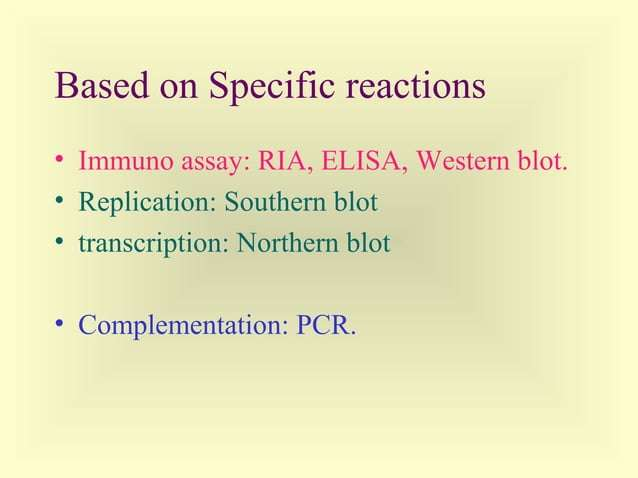 Based on Specific reactions
• Immuno assay: RIA, ELISA, Western blot.
• Replication: Southern blot
• transcription: Northern blot
• Complementation: PCR.